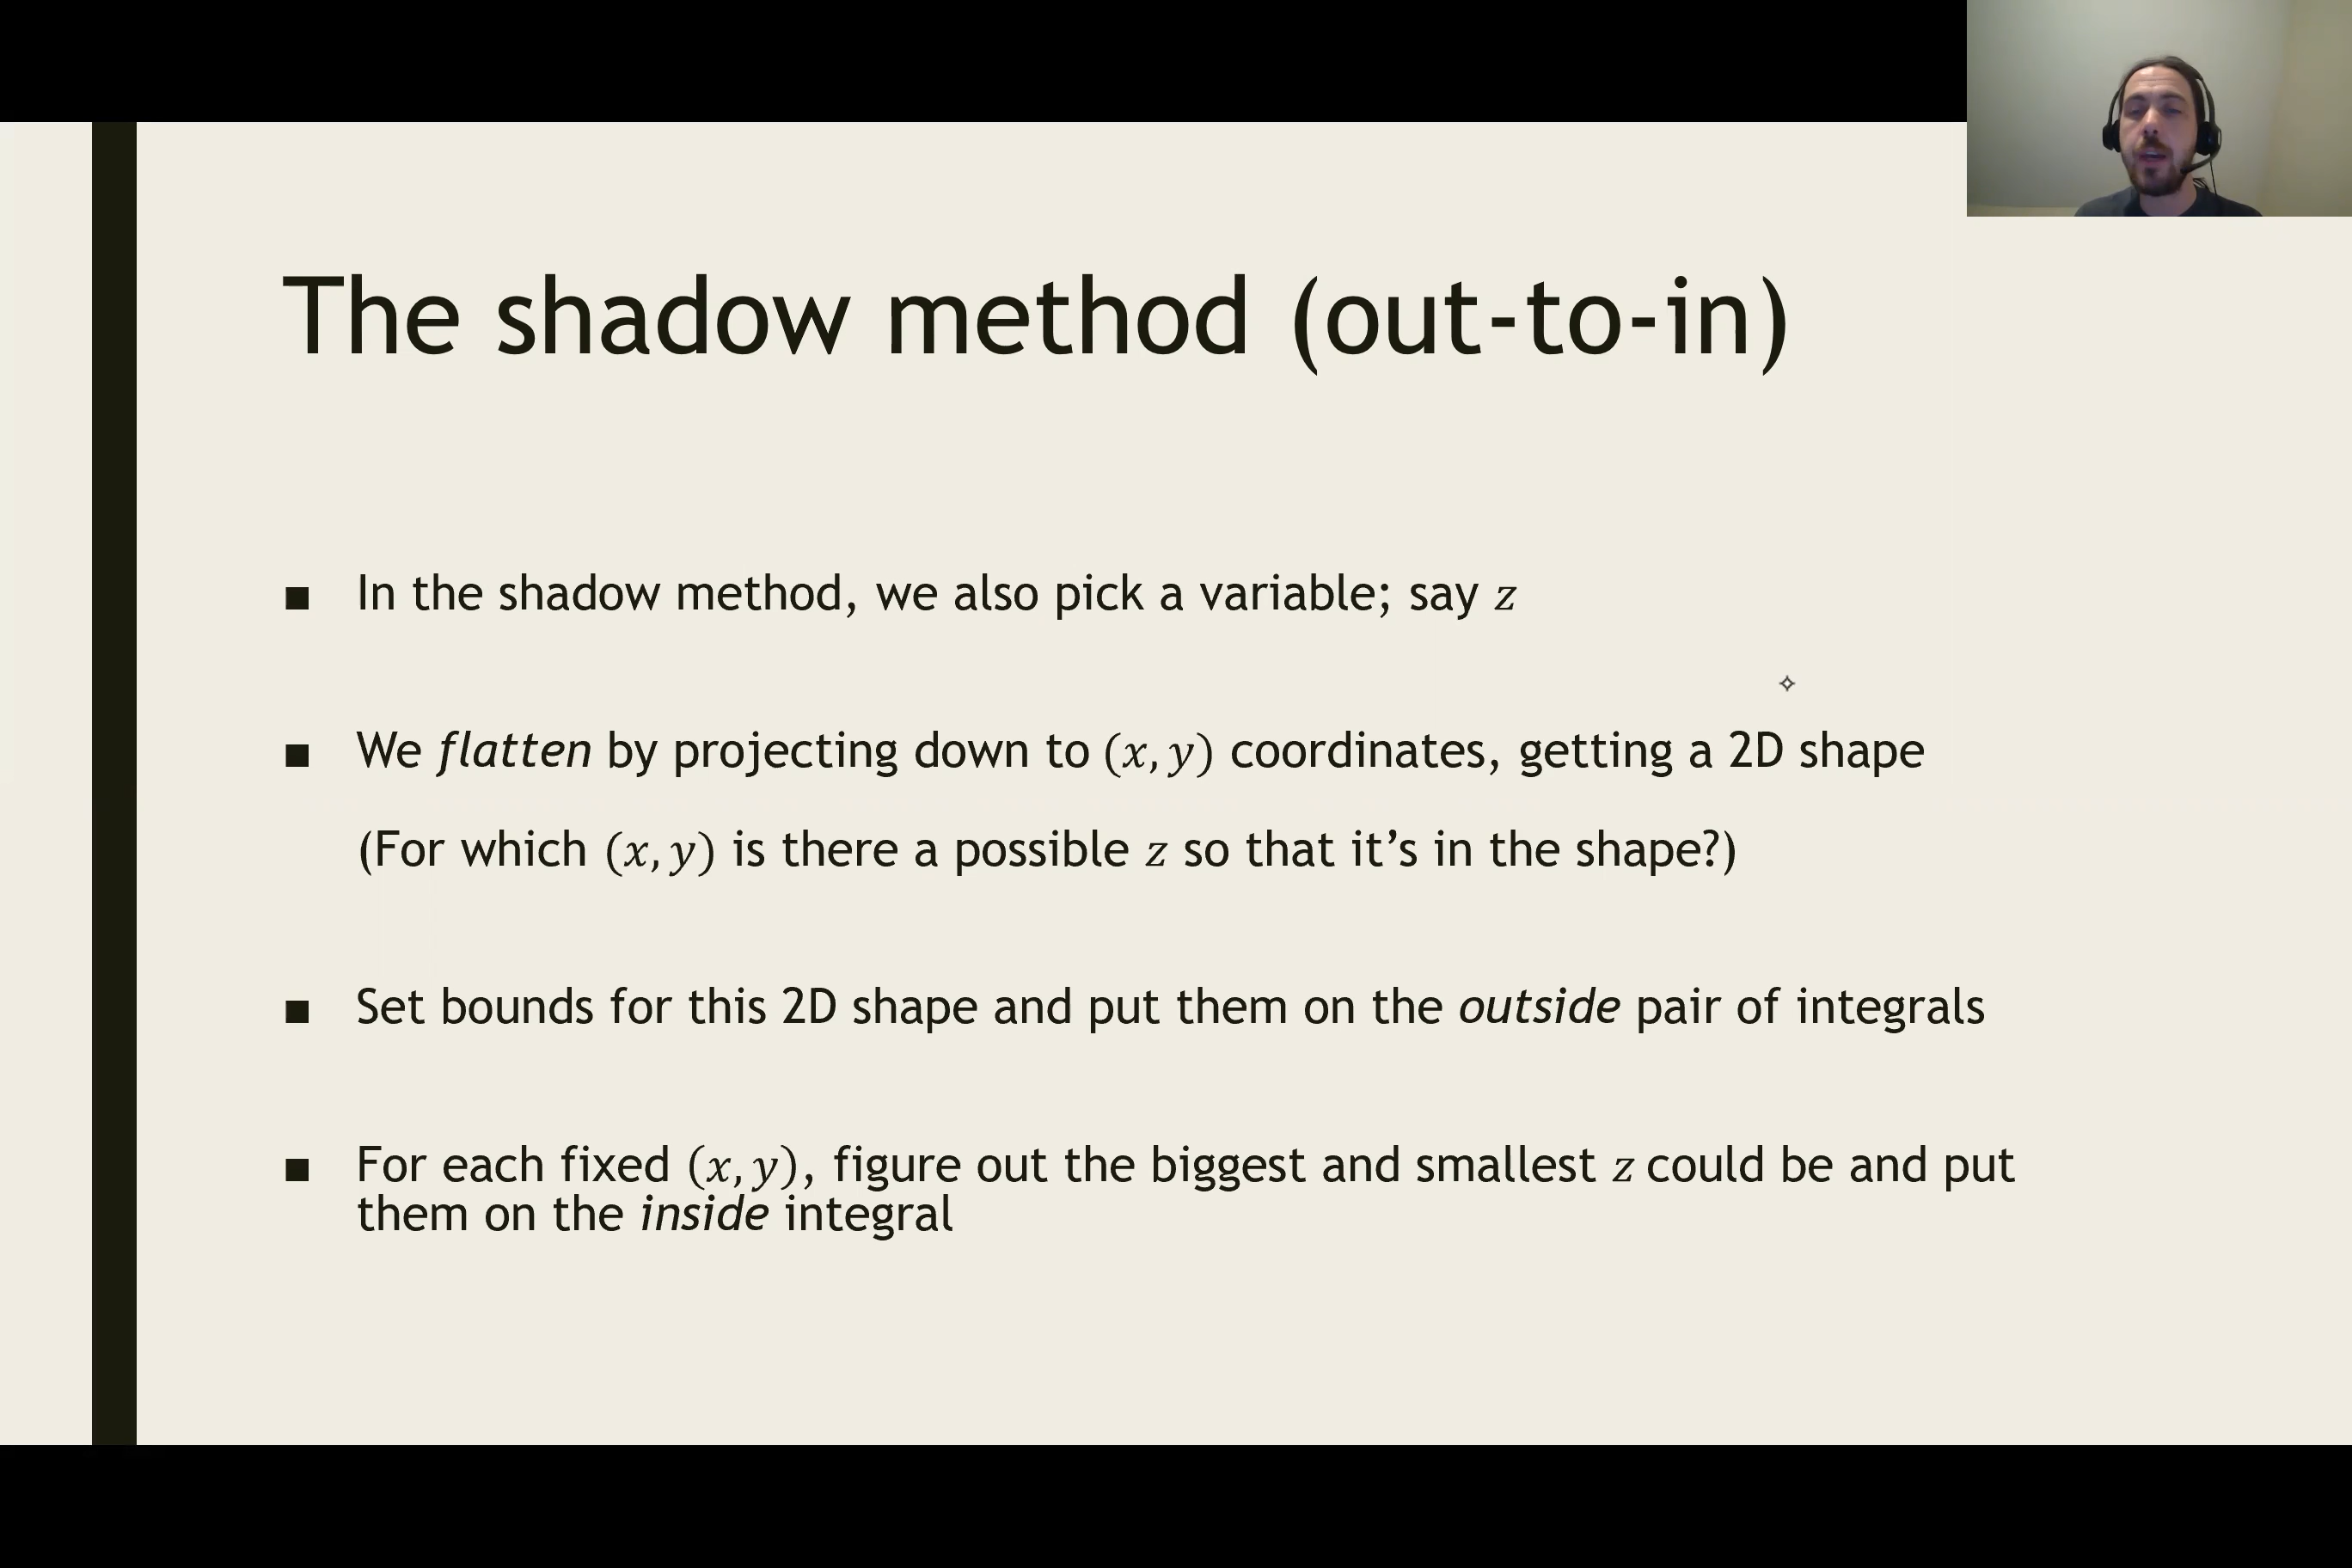 The shadow method (out-to-in)
■ In the shadow method, we also pick a variable; say z
■ We flatten by projecting down to (x, y) coordinates, getting a 2D shape
(For which (x, y) is there a possible z so that it’s in the shape?)
■ Set bounds for this 2D shape and put them on the outside pair of integrals
■ For each fixed (x, y), figure out the biggest and smallest z could be and put
them on the inside integral